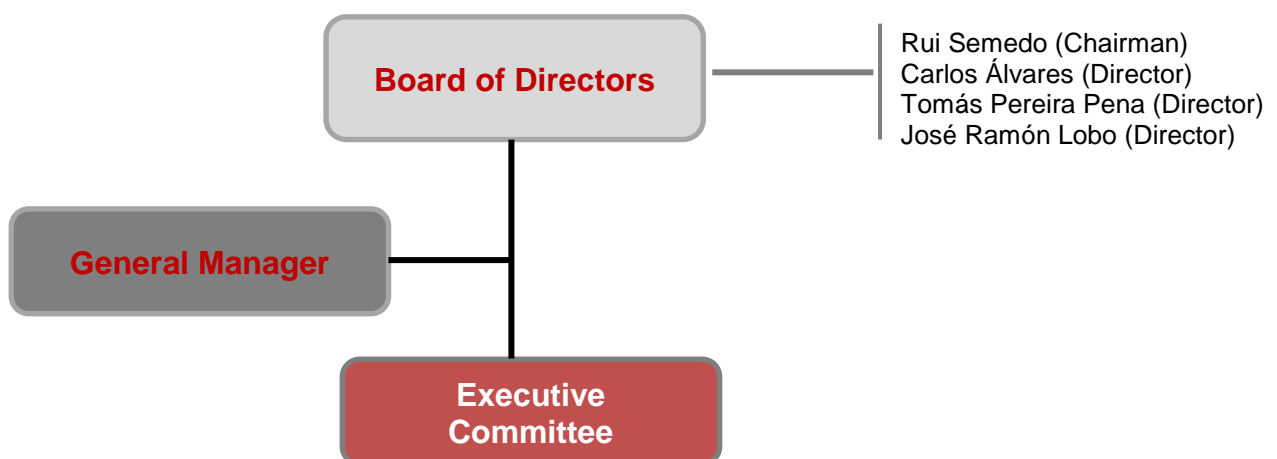 Board of Directors
Rui Semedo (Chairman)
Carlos Álvares (Director)
Tomás Pereira Pena (Director)
José Ramón Lobo (Director)
General Manager
Executive
Committee